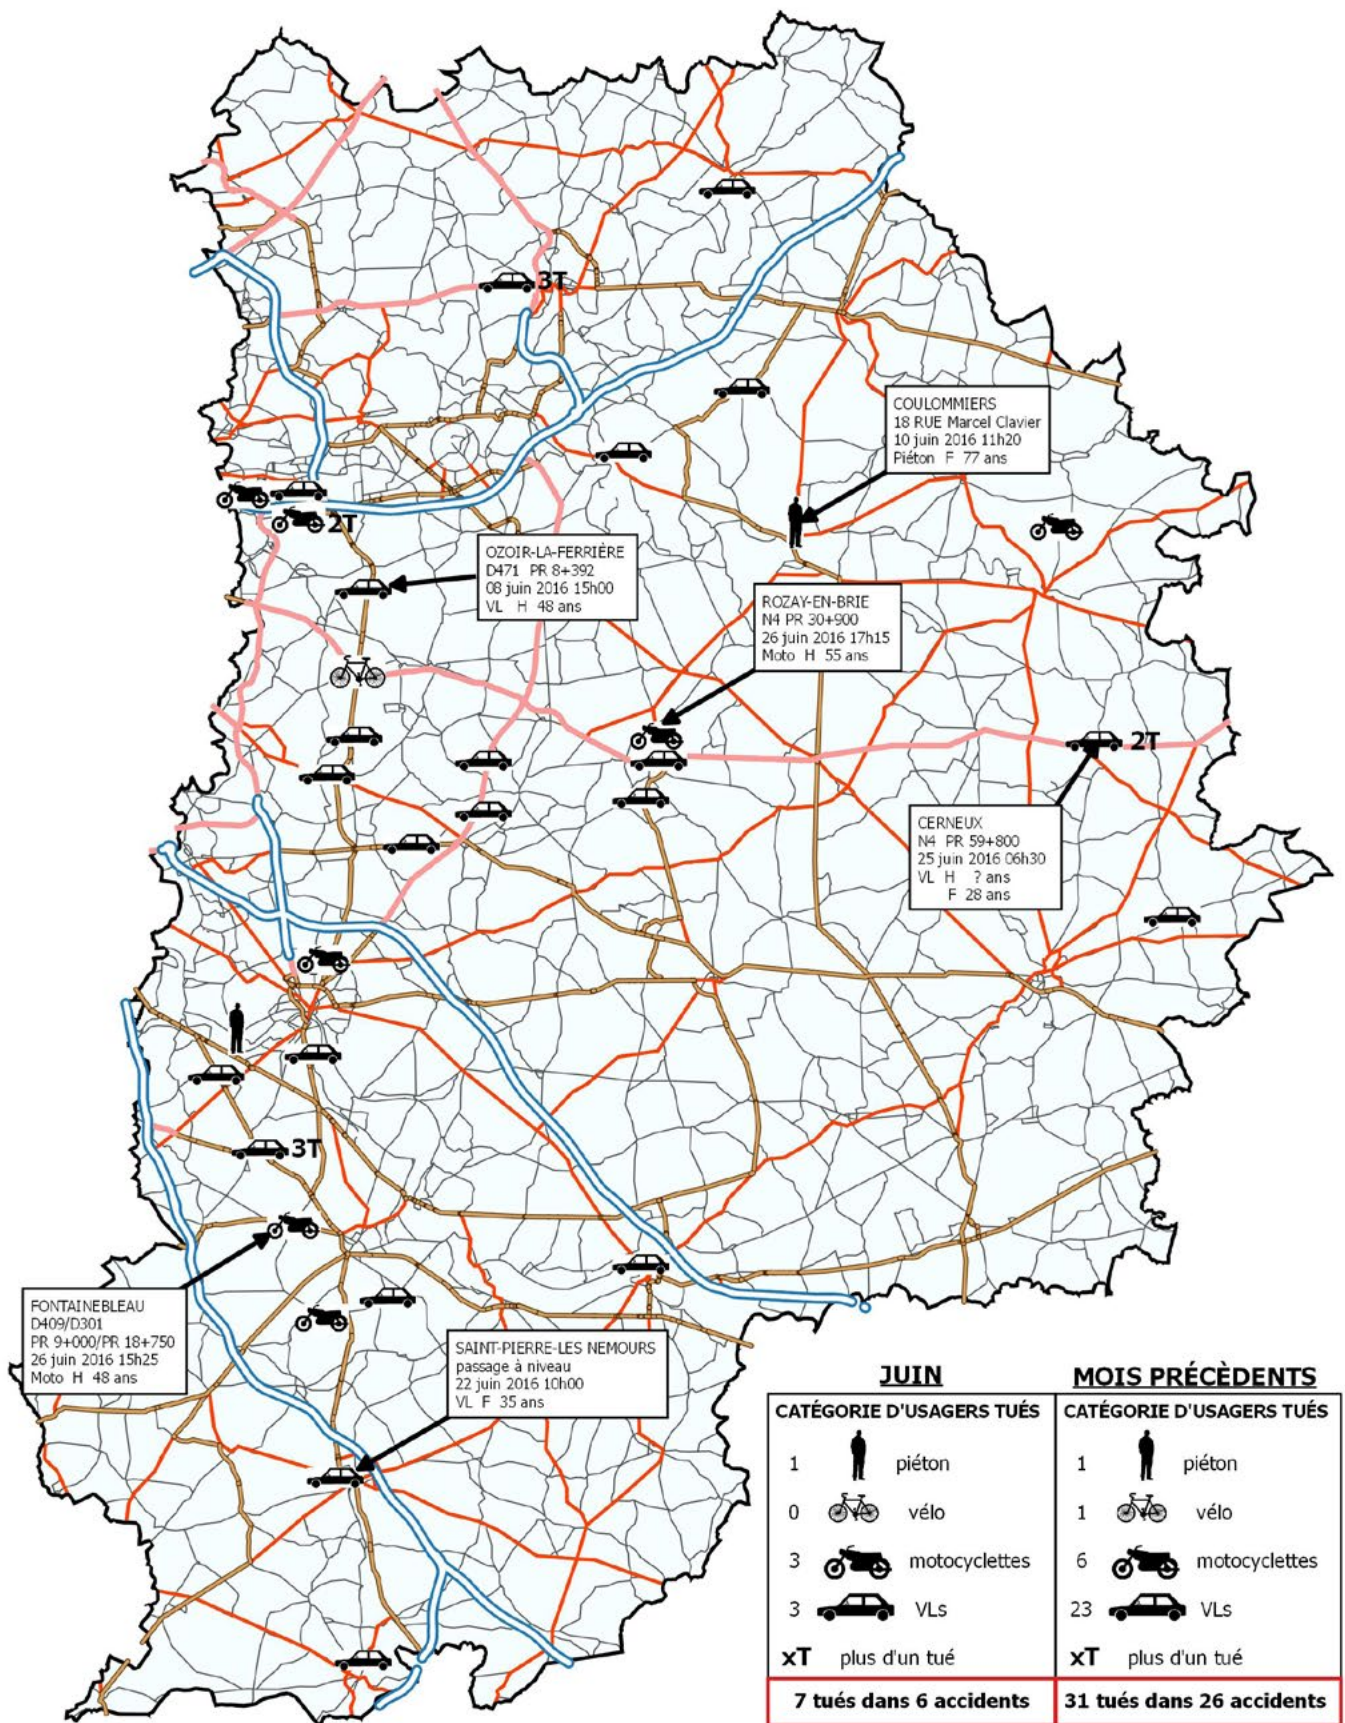 3T
COULOMMIERS
18 RUE Marcel Clavier
10 juin 2016 11h20
Piéton F 77 ans
2T
OZOIR-LA-FERRIÈRE
D471 PR 8+392
08 juin 2016 15h00
VL H 48 ans
ROZAY-EN-BRIE
N4 PR 30+900
26 juin 2016 17h15
Moto H 55 ans
2T
CERNEUX
N4 PR 59+800
25 juin 2016 06h30
VL H ? ans
F 28 ans
3T
FONTAINEBLEAU
D409/D301
PR 9+000/PR 18+750
26 juin 2016 15h25
Moto H 48 ans
SAINT-PIERRE-LES NEMOURS
passage à niveau
22 juin 2016 10h00
VL F 35 ans
JUIN
CATÉGORIE D'USAGERS TUÉS
1 piéton
0 vélo
3 motocyclettes
3 VLs
xT plus d'un tué
7 tués dans 6 accidents
MOIS PRÉCÈDENTS
CATÉGORIE D'USAGERS TUÉS
1 piéton
1 vélo
6 motocyclettes
23 VLs
xT plus d'un tué
31 tués dans 26 accidents